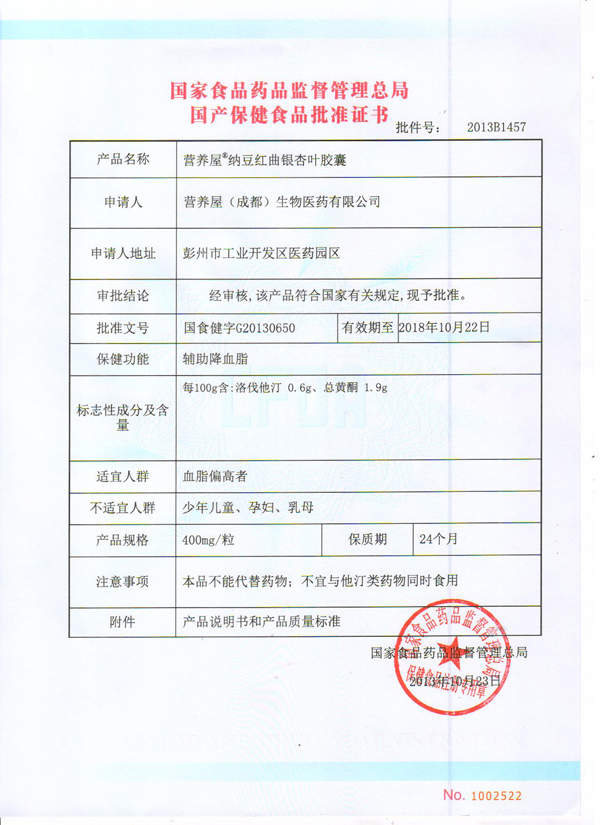 国家食品药品监督管理总局
国产保健食品批准证书
批件号： 2013B1457
产品名称 营养屋®纳豆红曲银杏叶胶囊
申请人 营养屋（成都）生物医药有限公司
申请人地址 彭州市工业开发区医药园区
审批结论 经审核,该产品符合国家有关规定,现予批准。
批准文号 国食健字G20130650 有效期至 2018年10月22日
保健功能 辅助降血脂
标志性成分及含
量
每100g含:洛伐他汀 0.6g、总黄酮 1.9g
适宜人群 血脂偏高者
不适宜人群 少年儿童、孕妇、乳母
产品规格 400mg/粒 保质期 24个月
注意事项 本品不能代替药物；不宜与他汀类药物同时食用
附件 产品说明书和产品质量标准
国家食品药品监督管理总局
2013年10月23日
国家食品药品监督管理总局
保健食品注册专用章
No. 1002522